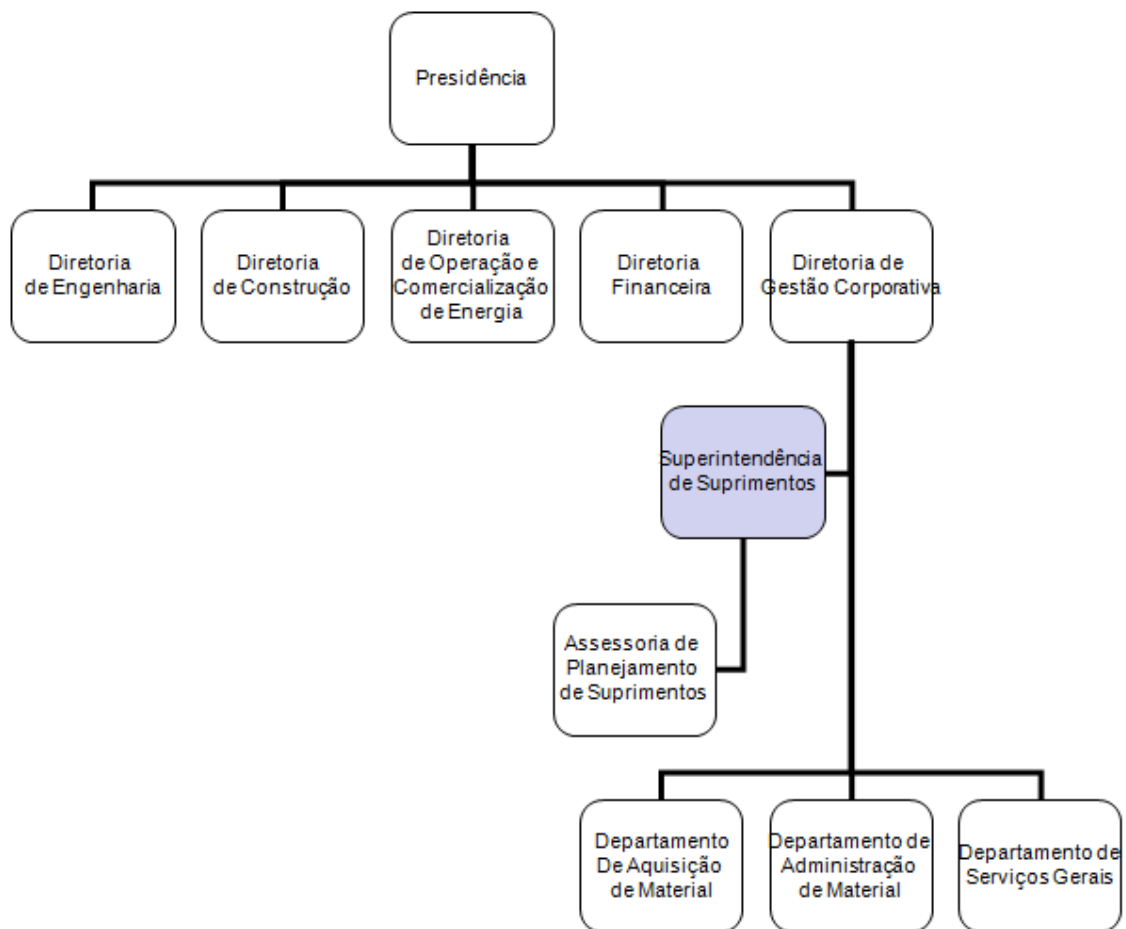 Presidência
Diretoria
de Engenharia
Diretoria
de Construção
Diretoria
de Operação e
Comercialização
de Energia
Diretoria
Financeira
Diretoria de
Gestão Corporativa
Superintendência
de Suprimentos
Assessoria de
Planejamento
de Suprimentos
Departamento
De Aquisição
de Material
Departamento de
Administração
de Material
Departamento de
Serviços Gerais